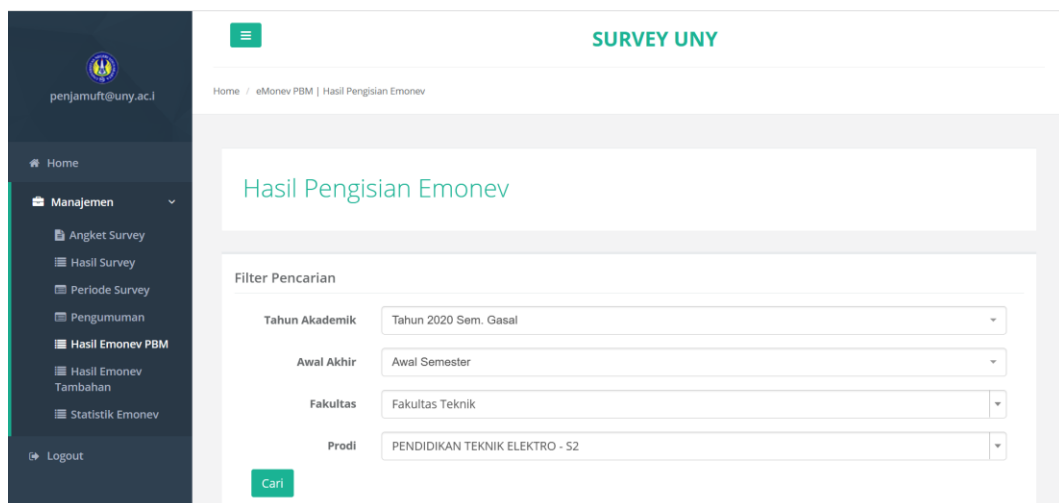 penjamuft@uny.ac.i
Home
Manajemen
Angket Survey
Hasil Survey
Periode Survey
Pengumuman
Hasil Emonev PBM
Hasil Emonev
Tambahan
Statistik Emonev
Logout
SURVEY UNY
Home / eMonev PBM | Hasil Pengisian Emonev
Hasil Pengisian Emonev
Filter Pencarian
Tahun Akademik Tahun 2020 Sem. Gasal
Awal Akhir Awal Semester
Fakultas Fakultas Teknik
Prodi PENDIDIKAN TEKNIK ELEKTRO - S2
Cari